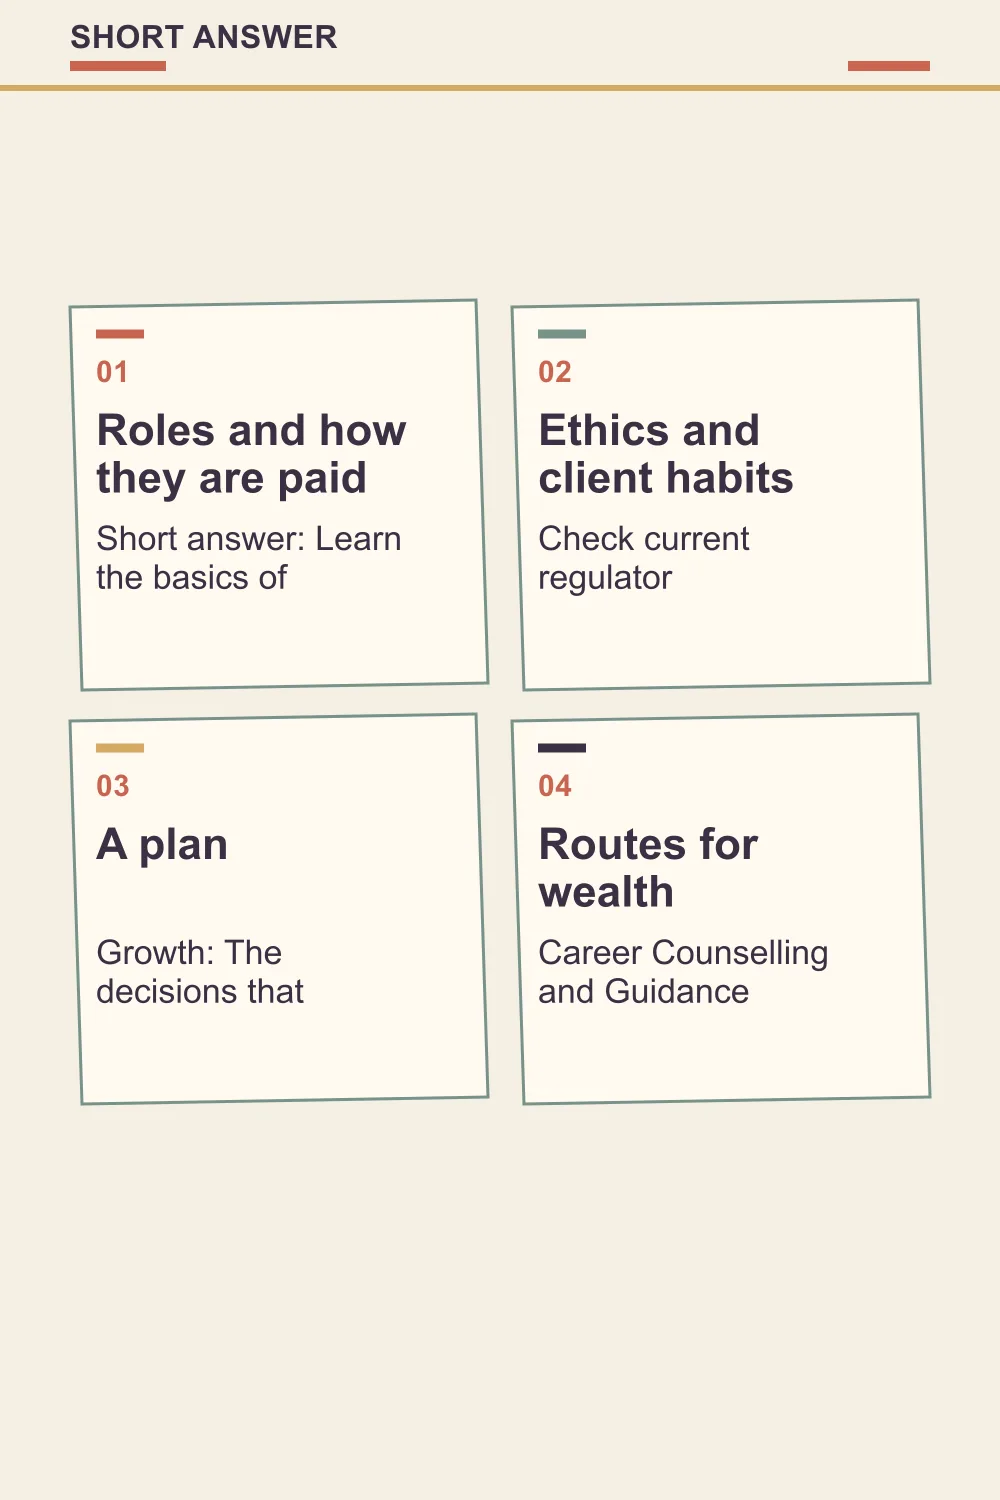 SHORT ANSWER
01
Roles and how
they are paid
Short answer: Learn
the basics of
02
Ethics and
client habits
Check current
regulator
03
A plan
Growth: The
decisions that
04
Routes for
wealth
Career Counselling
and Guidance